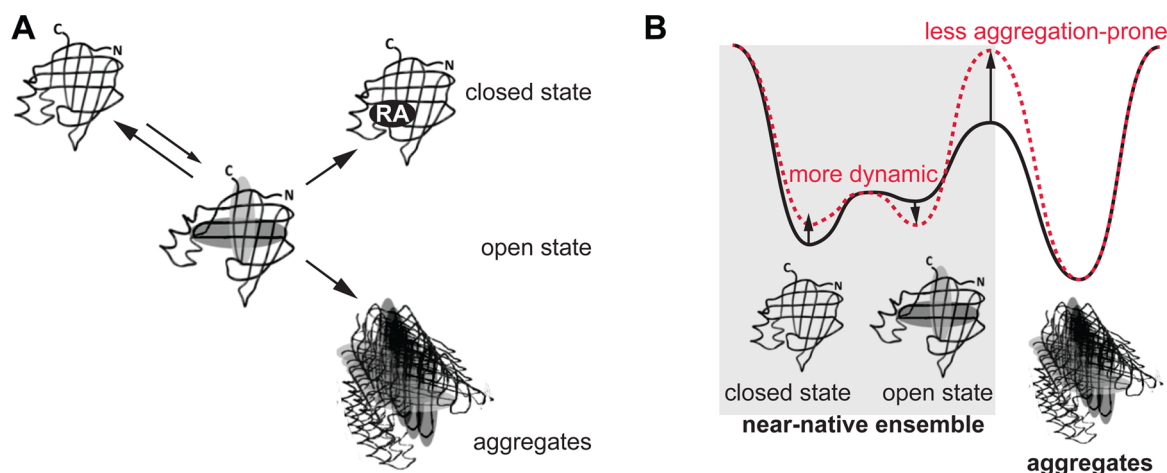 A
C
N
C
N
RA
closed state
C
N
open state
aggregates
B
less aggregation-prone
more dynamic
C
N
C
N
closed state
open state
near-native ensemble
aggregates